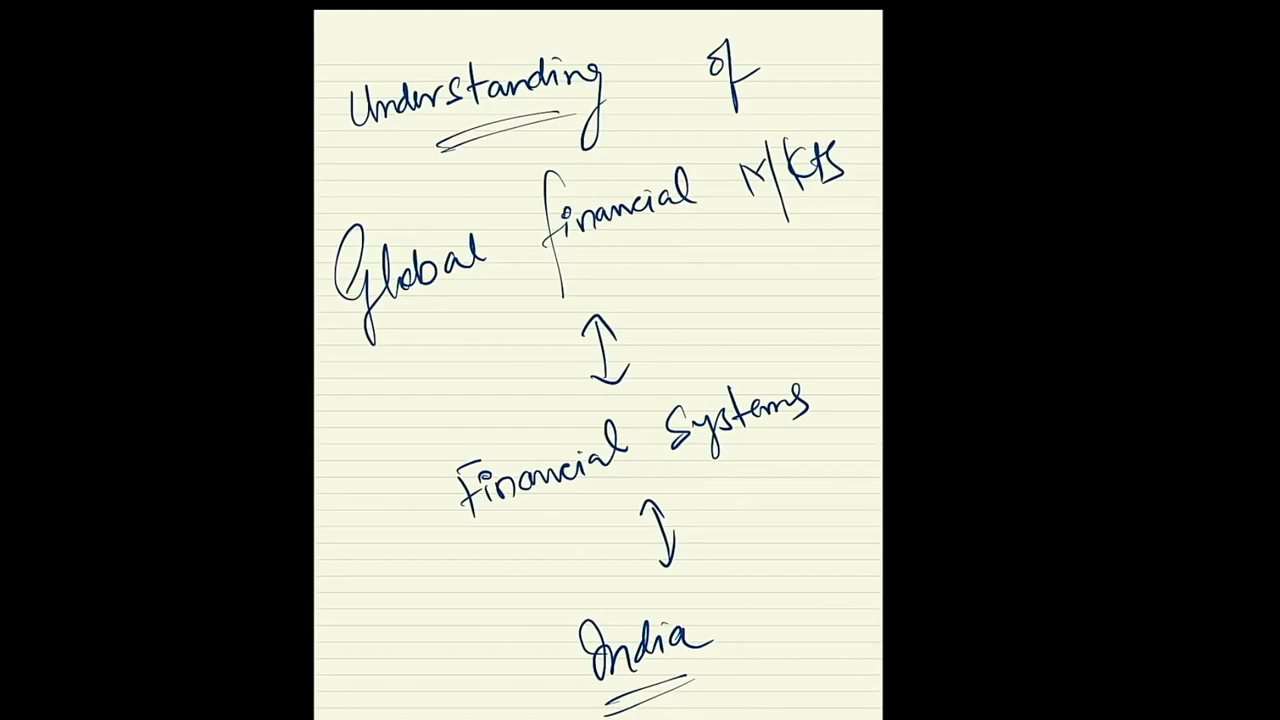 Understanding of
Global financial M/Kts
Financial Systems
India